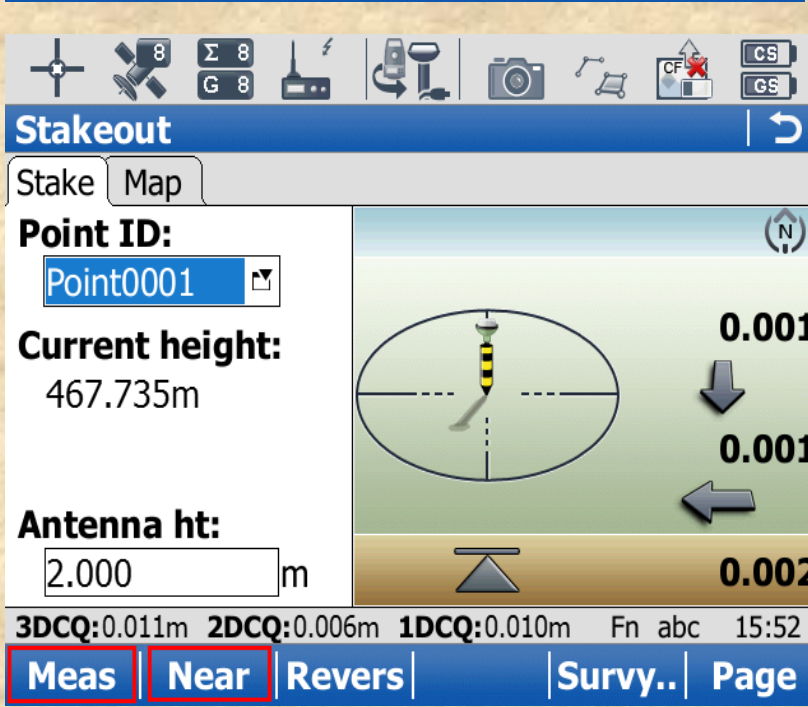 8 Σ 8
G 8
CF
CS
GS
Stakeout
Stake Map
Point ID:
N
Point0001
0.001
Current height:
467.735m
0.001
Antenna ht:
2.000 m
0.002
3DCQ:0.011m 2DCQ:0.006m 1DCQ:0.010m Fn abc 15:52
Meas Near Revers Survy.. Page